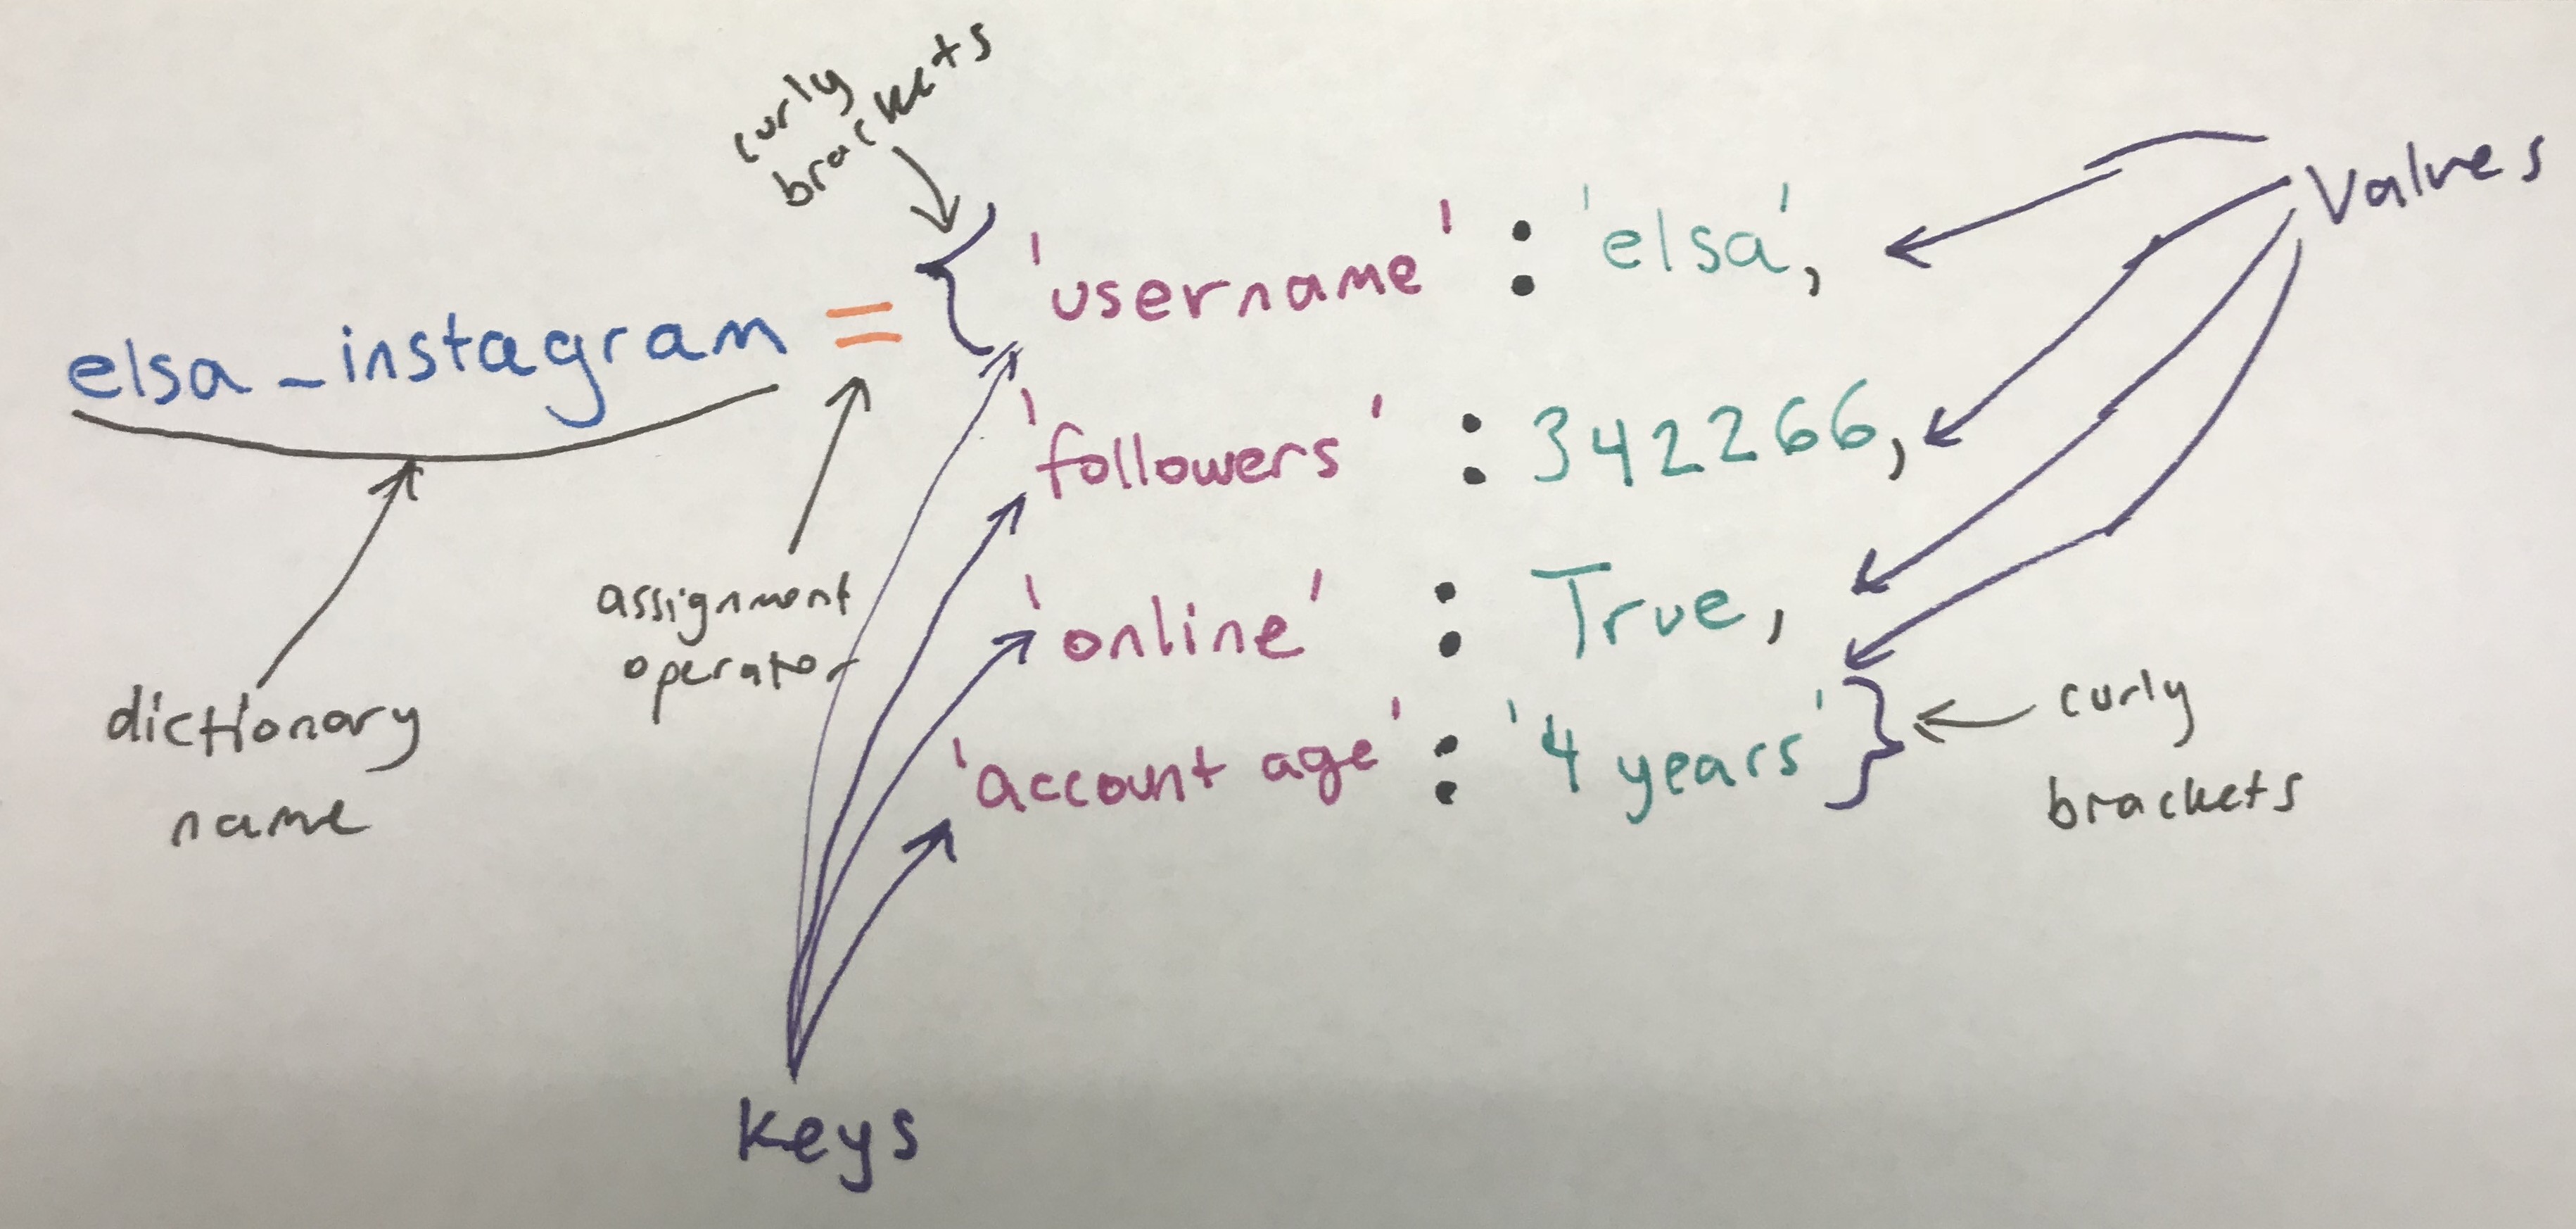 curly
brackets
Values
elsa_instagram = { 'username' : 'elsa',
'followers' : 342266,
'online' : True,
'account age' : '4 years' }
assignment
operator
dictionary
name
curly
brackets
keys